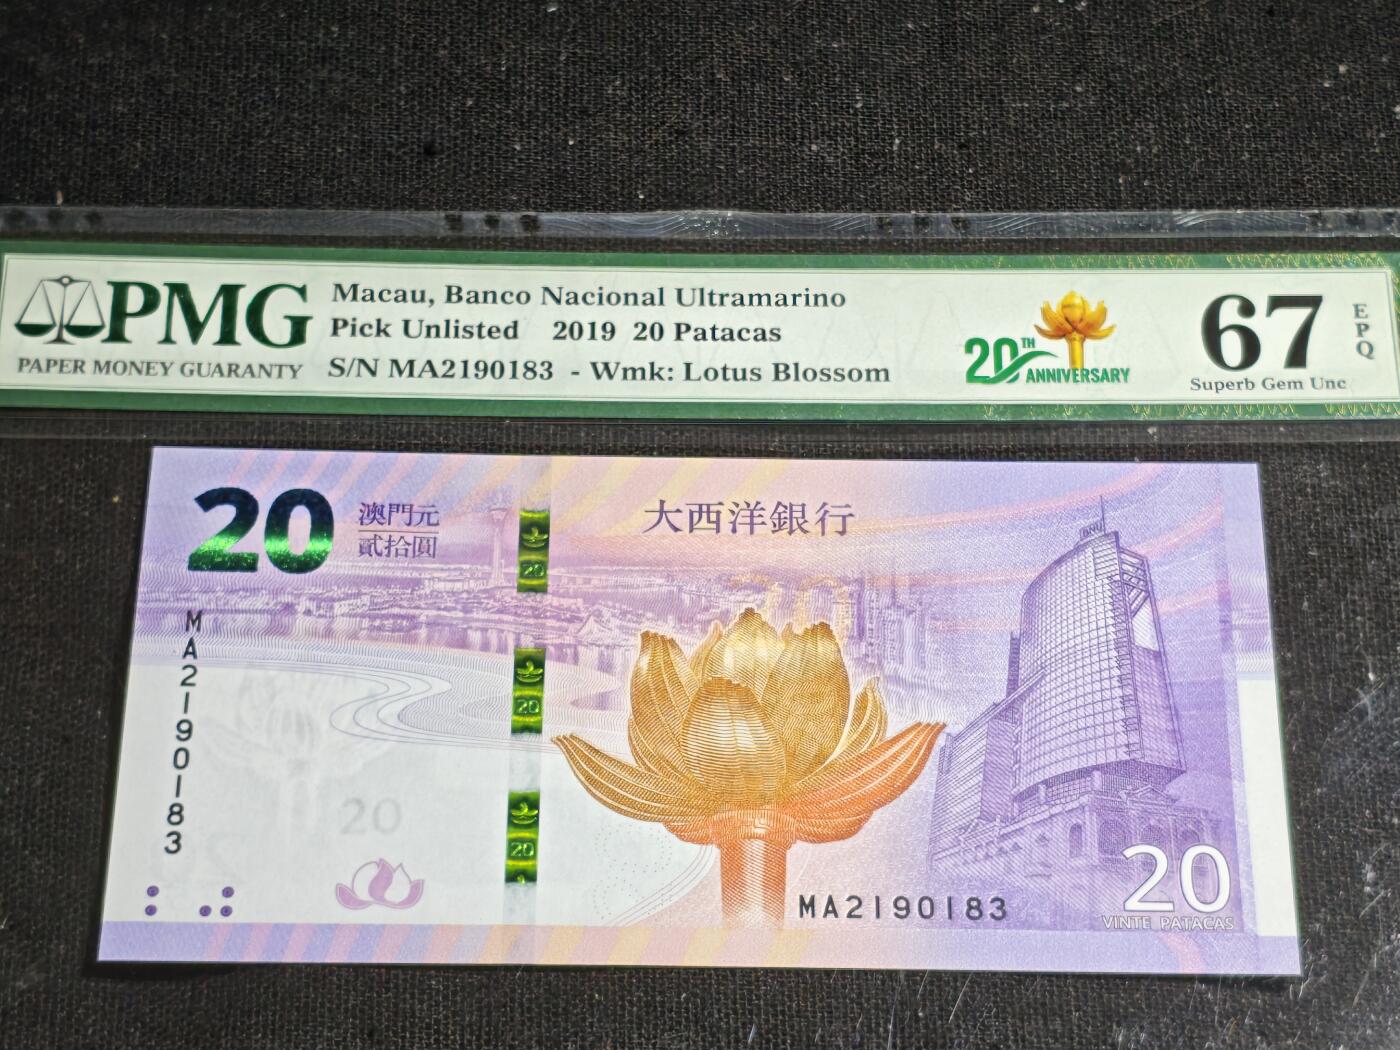 PMG
PAPER MONEY GUARANTY
Macau, Banco Nacional Ultramarino
Pick Unlisted 2019 20 Patacas
S/N MA2190183 - Wmk: Lotus Blossom
20TH ANNIVERSARY
67
EPQ
Superb Gem Unc
20
澳門元
貳拾圓
大西洋銀行
BNU
20
20
20
20
20
MA2190183
MA2190183
20
VINTE PATACAS